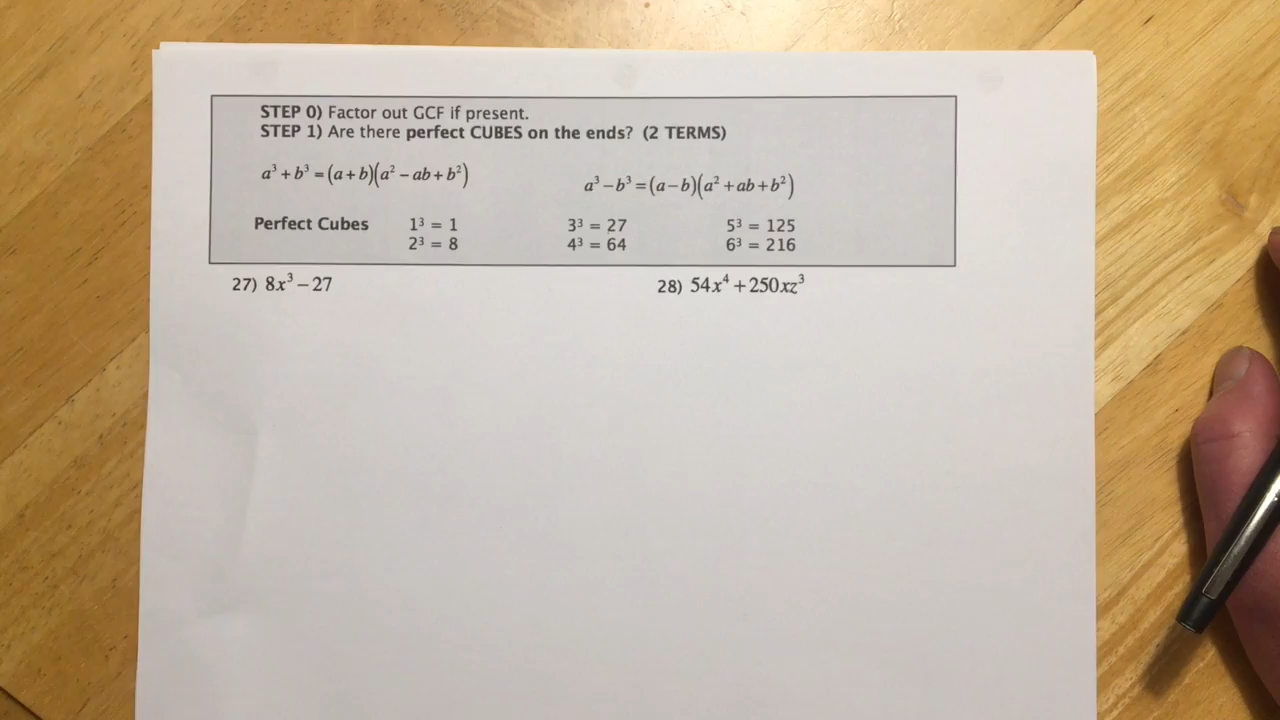 STEP 0) Factor out GCF if present.
STEP 1) Are there perfect CUBES on the ends? (2 TERMS)
a³ + b³ = (a + b)(a² − ab + b²)
a³ − b³ = (a − b)(a² + ab + b²)
Perfect Cubes 1³ = 1 3³ = 27 5³ = 125
2³ = 8 4³ = 64 6³ = 216
27) 8x³ − 27 28) 54x⁴ + 250xz³